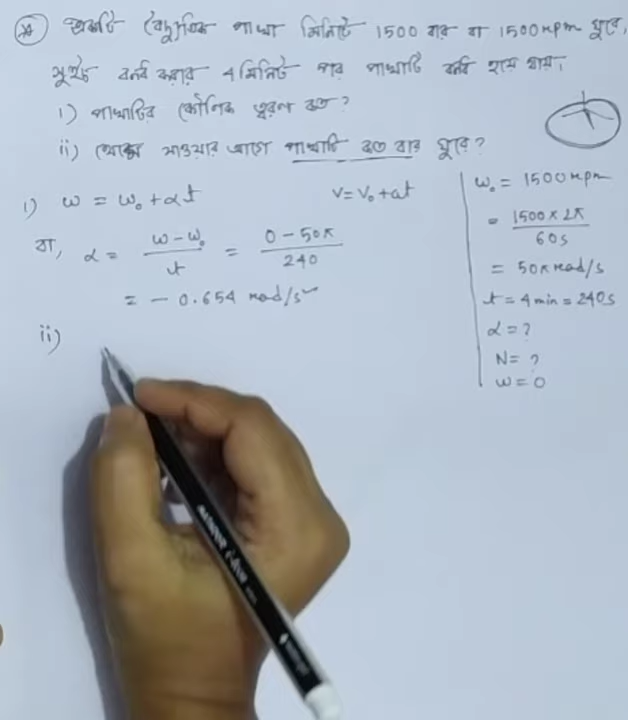 একটি বৈদ্যুতিক পাখা মিনিটে 1500 বার বা 1500 rpm ঘুরে,
সুইচ বন্ধ করার 4 মিনিট পর পাখাটি বন্ধ হয়ে যায়।
i) পাখাটির কৌণিক ত্বরণ কত?
ii) থেমে যাওয়ার আগে পাখাটি কত বার ঘুরে?
i) ω = ω₀ + αt
v = v₀ + at
বা, α = (ω - ω₀)/t = (0 - 50π)/240
= - 0.654 rad/s²
ii)
ω₀ = 1500 rpm
= (1500 × 2π)/60s
= 50π rad/s
t = 4 min = 240s
α = ?
N = ?
ω = 0